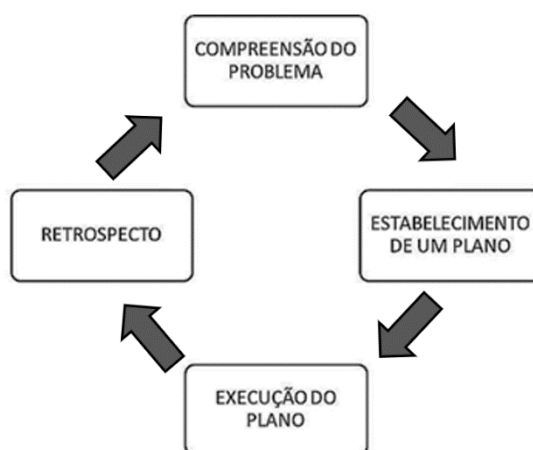 COMPREENSÃO DO
PROBLEMA
ESTABELECIMENTO
DE UM PLANO
EXECUÇÃO DO
PLANO
RETROSPECTO